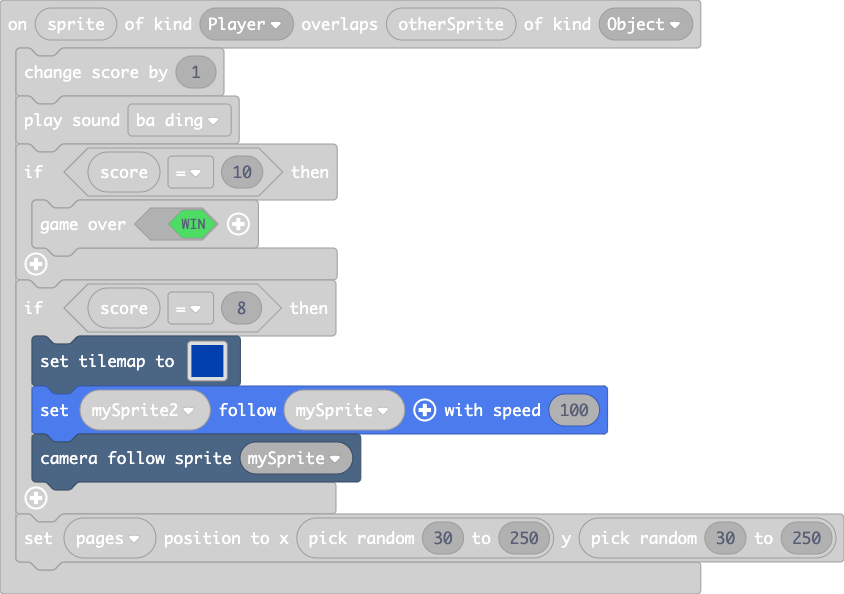 on sprite of kind Player overlaps otherSprite of kind Object
change score by 1
play sound ba ding
if score = 10 then
game over WIN
if score = 8 then
set tilemap to
set mySprite2 follow mySprite with speed 100
camera follow sprite mySprite
set pages position to x pick random 30 to 250 y pick random 30 to 250